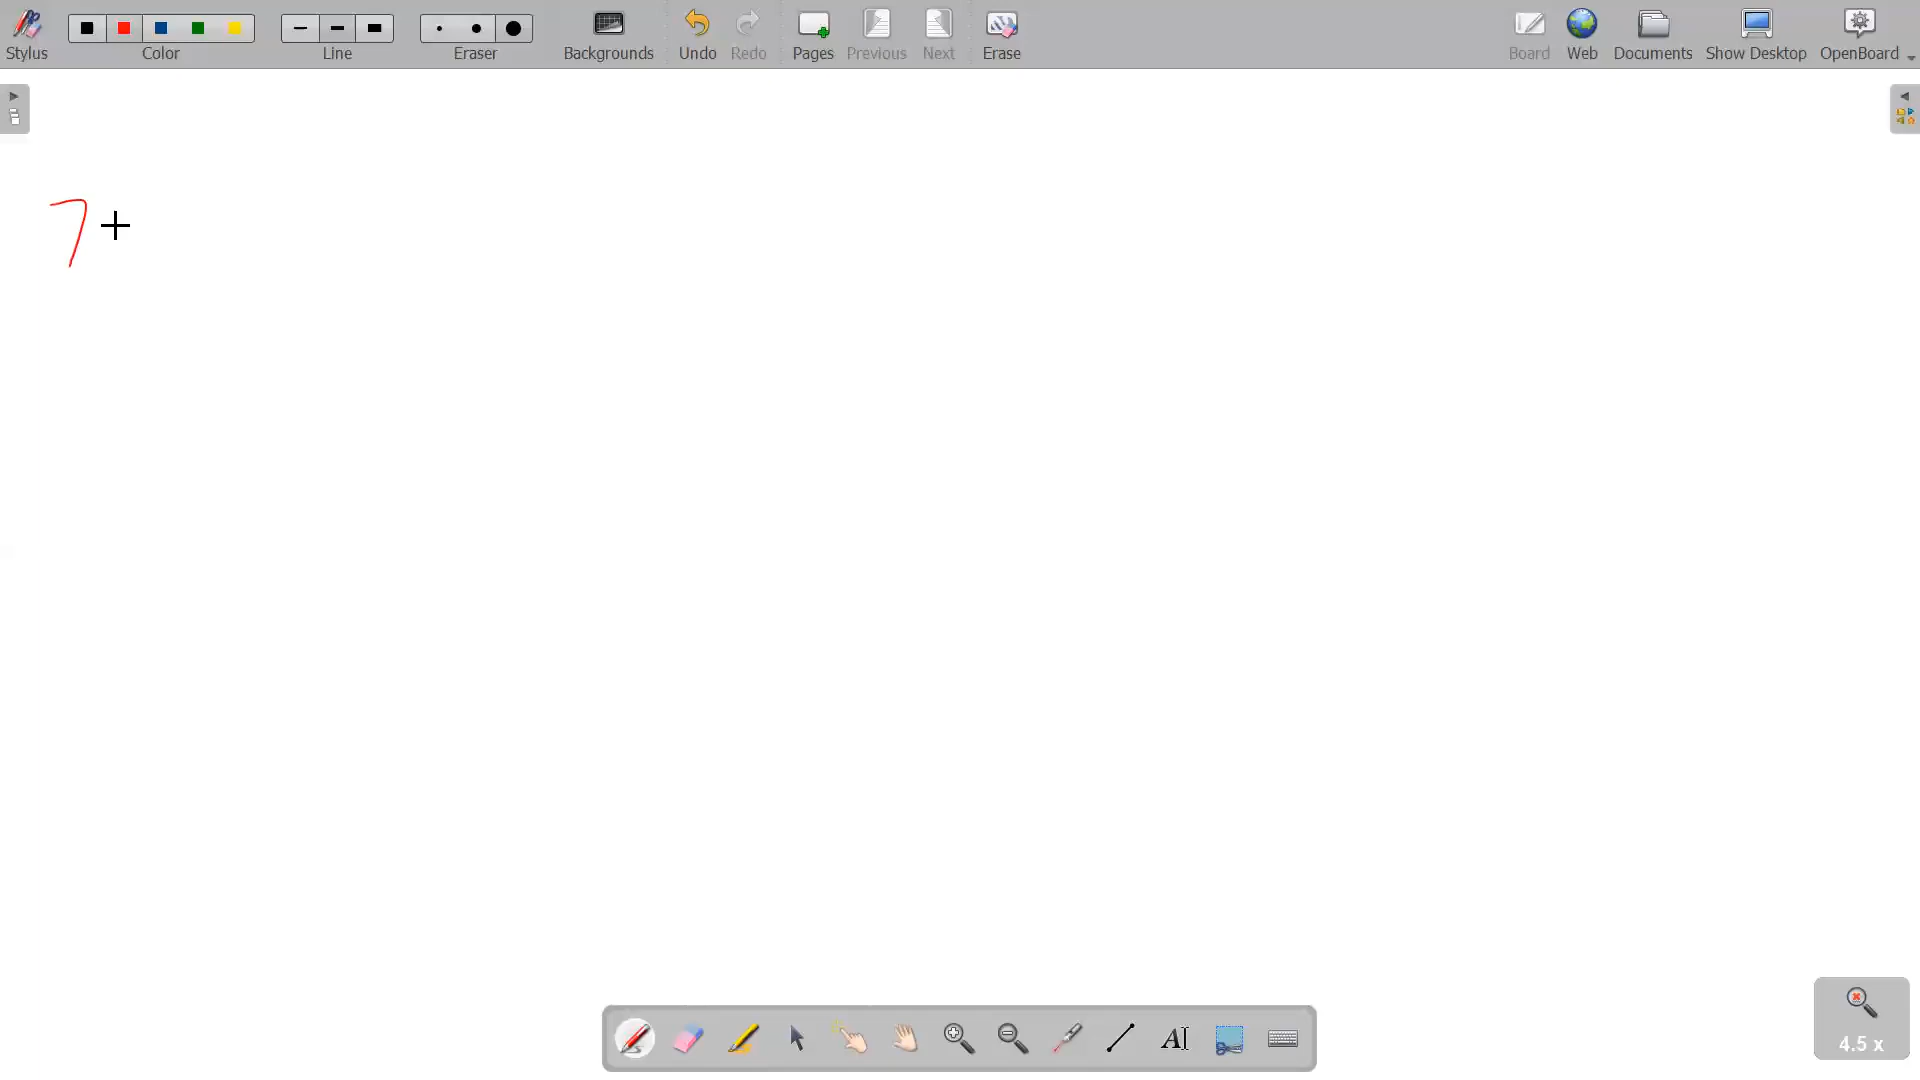 Stylus Color Line Eraser Backgrounds Undo Redo Pages Previous Next Erase Board Web Documents Show Desktop OpenBoard
7
A
4.5 x